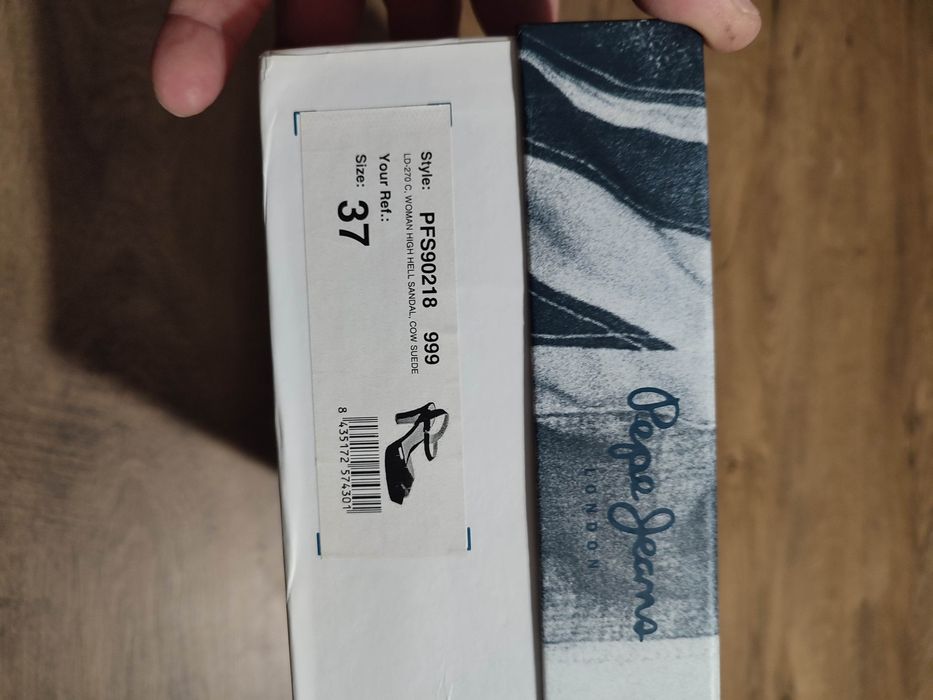 Style: PFS90218 999
LD-270 C, WOMAN HIGH HELL SANDAL, COW SUEDE
Your Ref.:
Size: 37
8 435172 574301
Pepe Jeans
LONDON